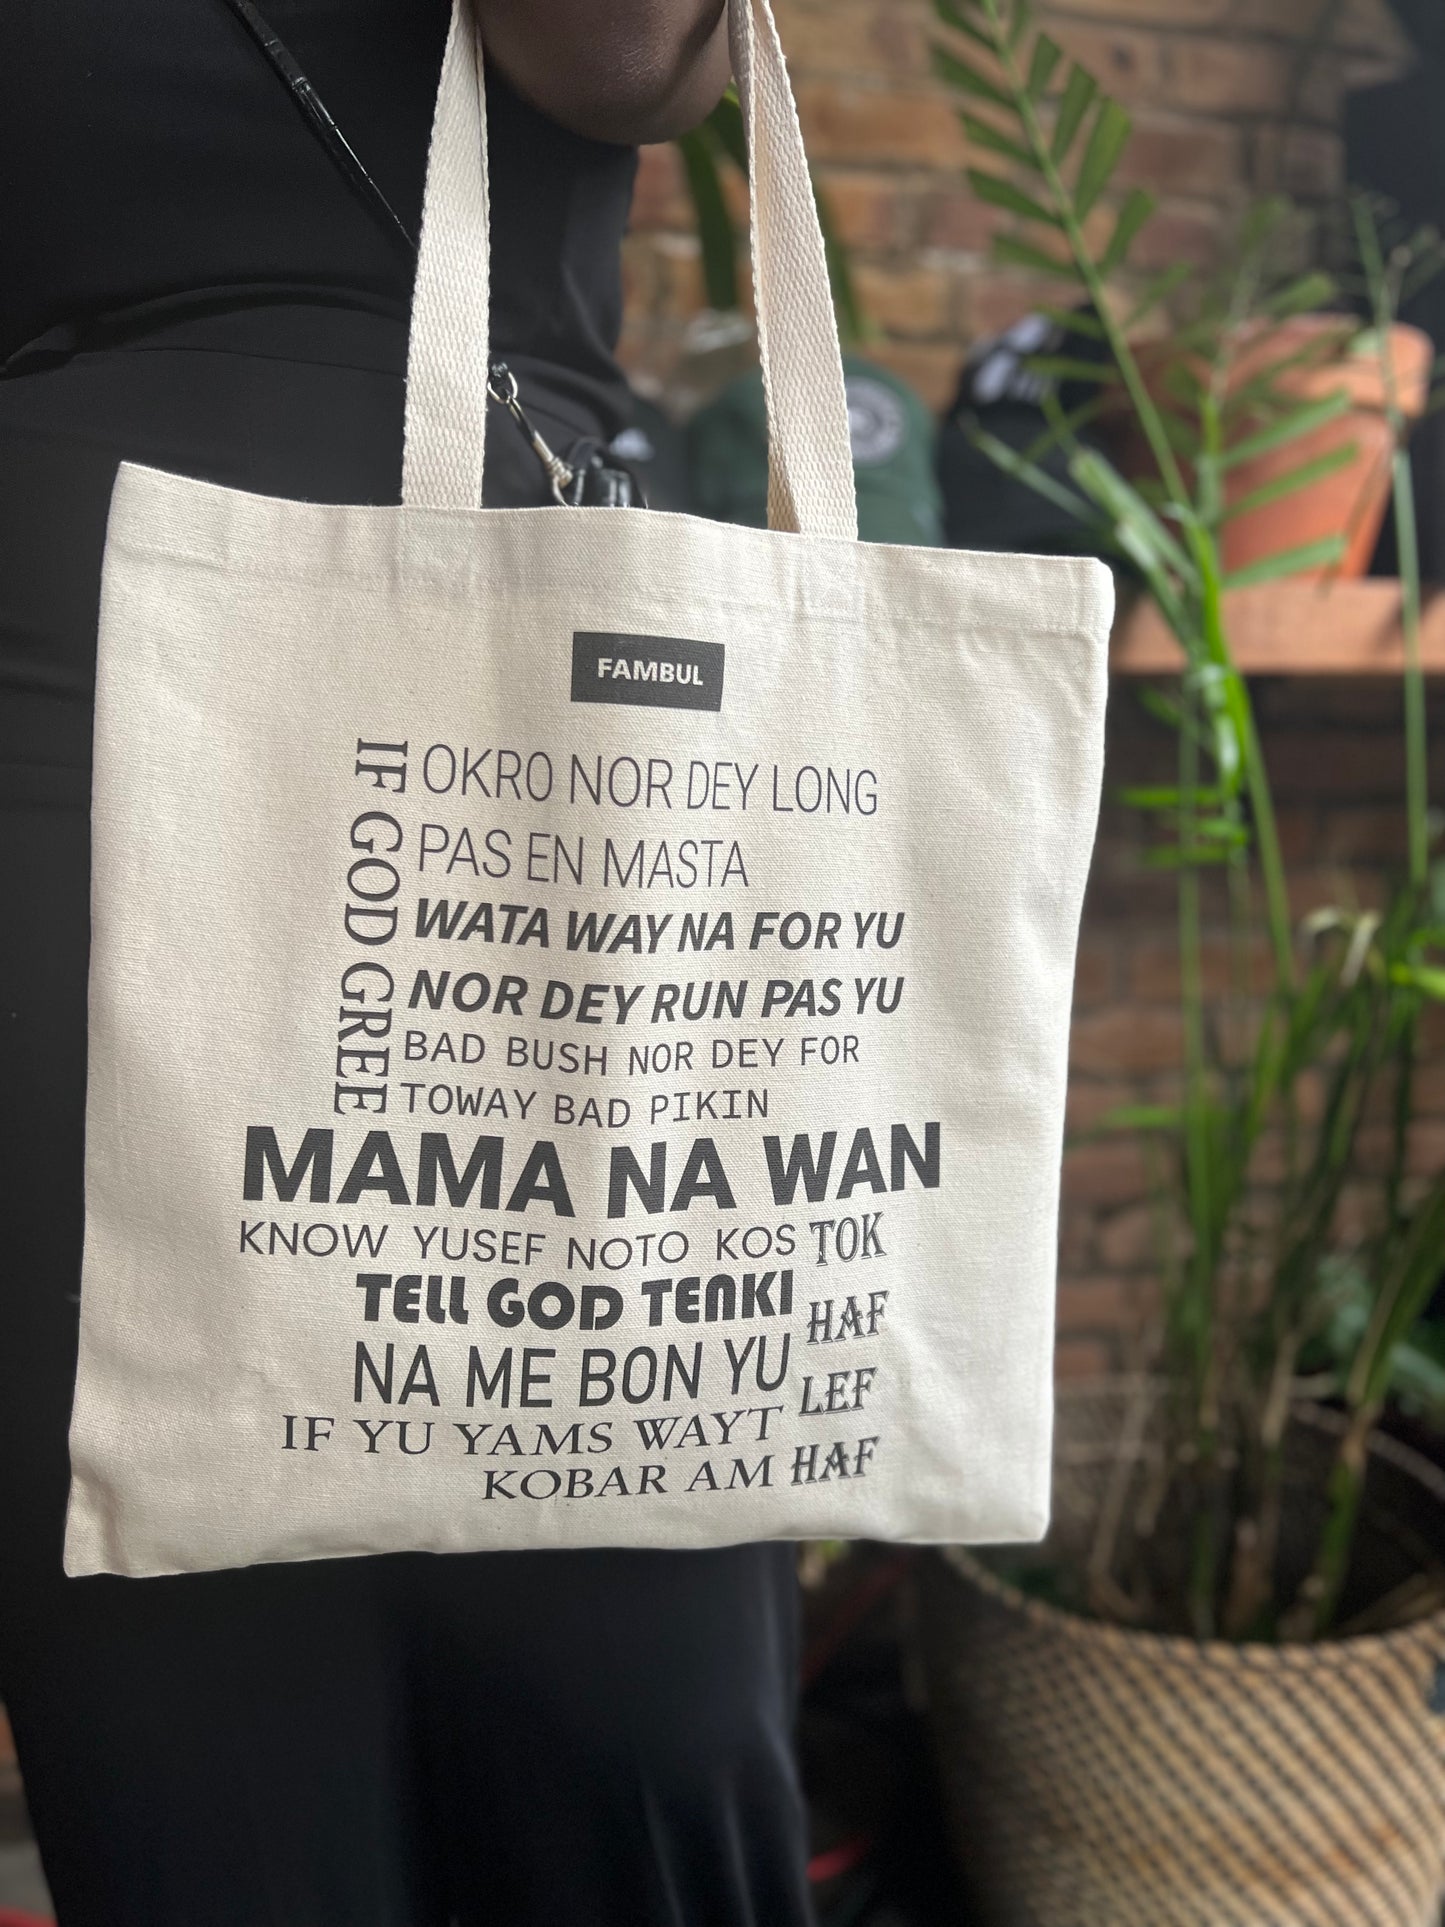 FAMBUL
IF GOD GREE
OKRO NOR DEY LONG
PAS EN MASTA
WATA WAY NA FOR YU
NOR DEY RUN PAS YU
BAD BUSH NOR DEY FOR
TOWAY BAD PIKIN
MAMA NA WAN
KNOW YUSEF NOTO KOS
TELL GOD TENKI
NA ME BON YU
IF YU YAMS WAYT
KOBAR AM
TOK
HAF
LEF
HAF